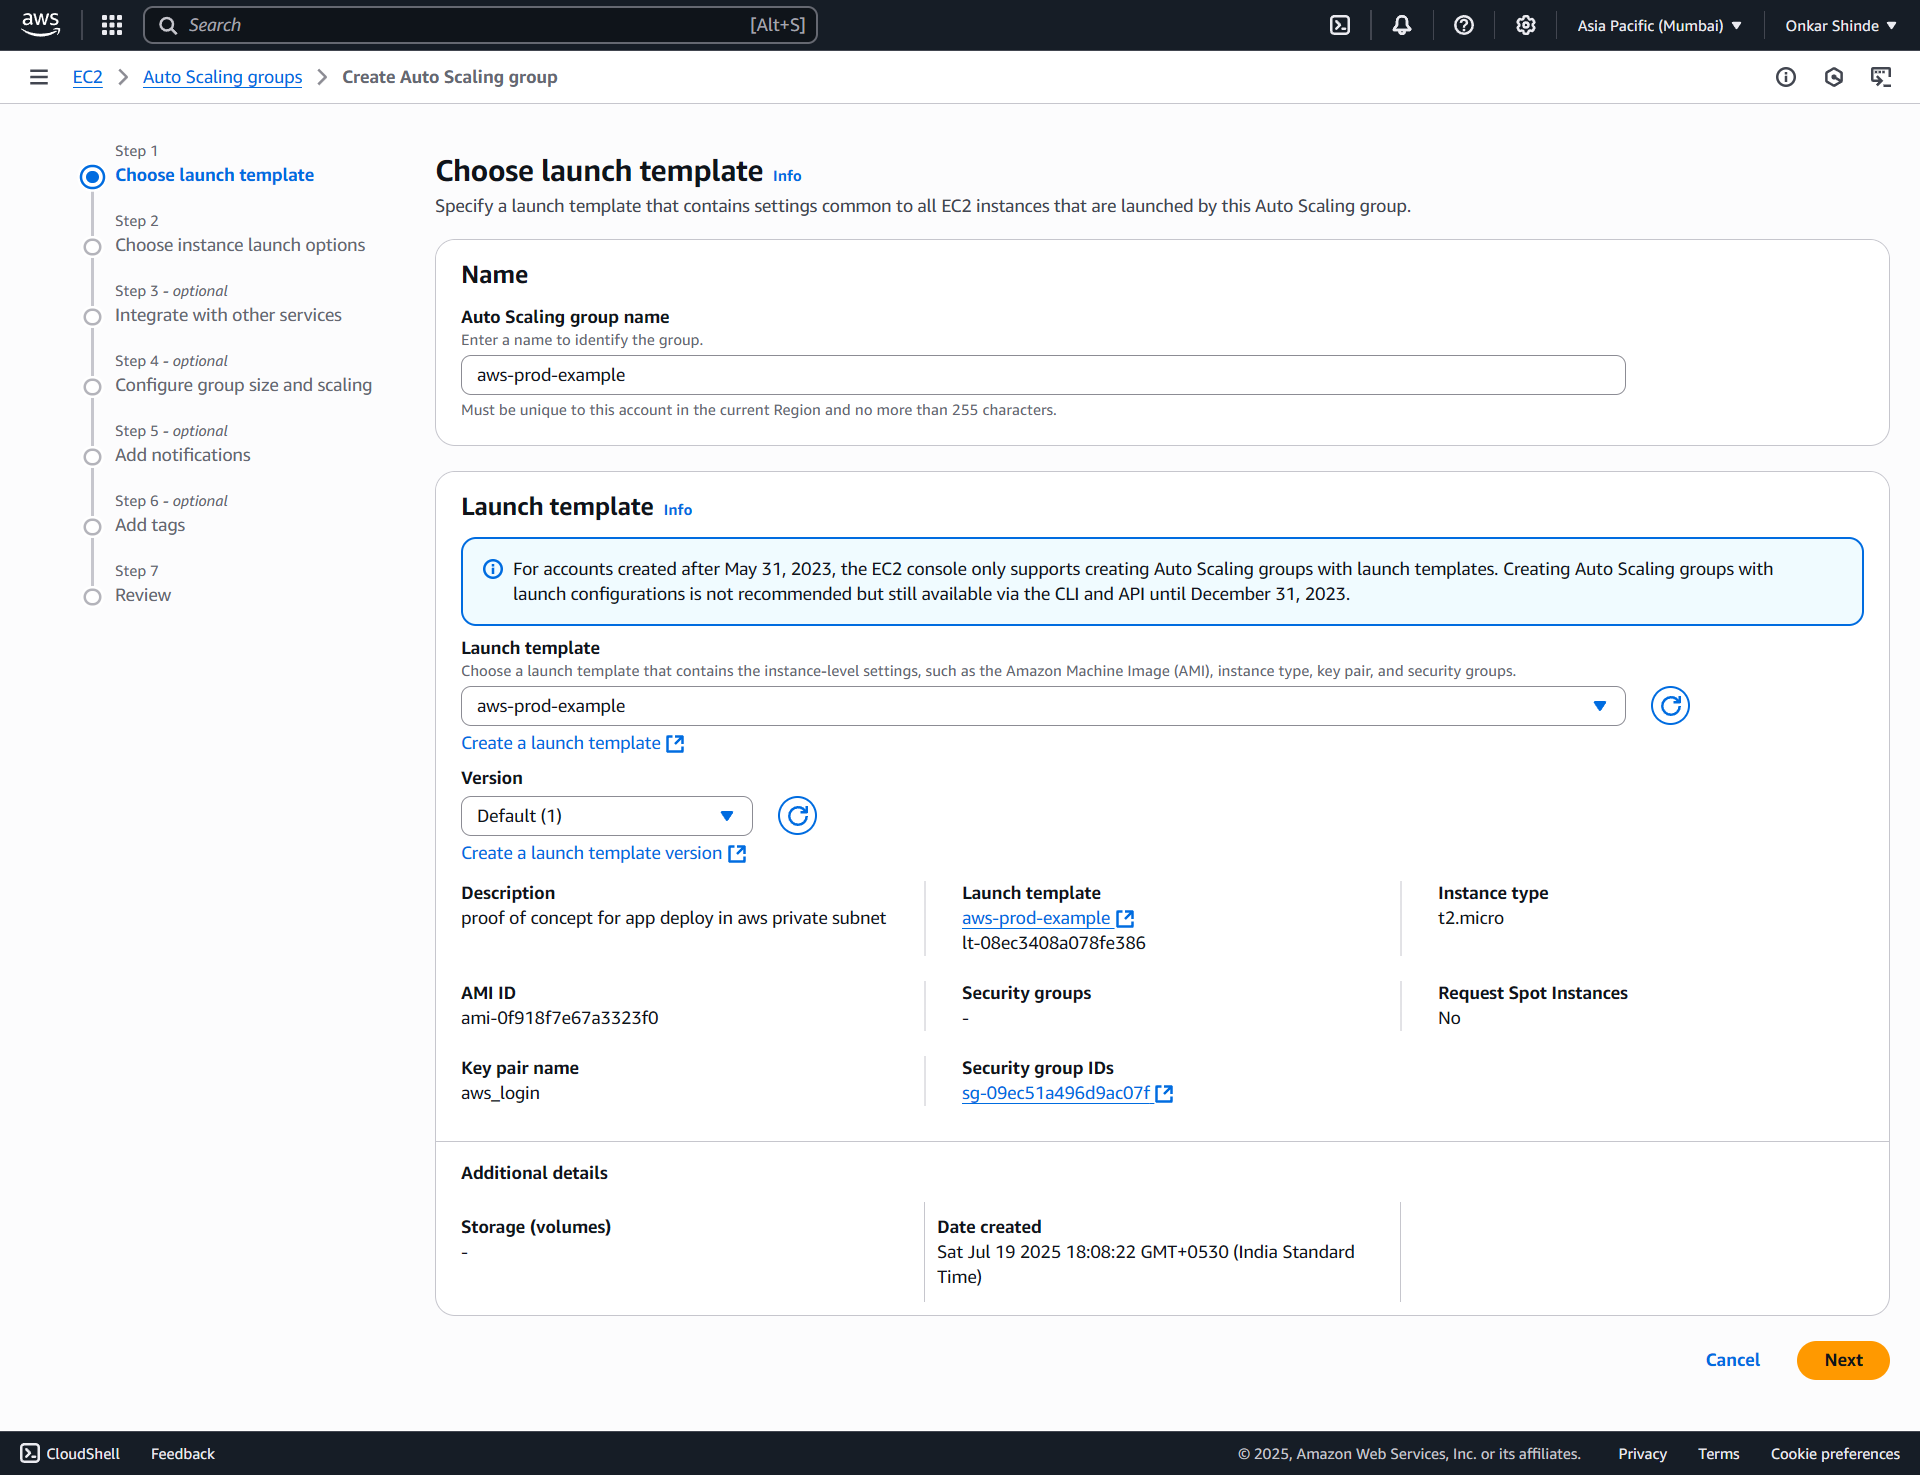 aws
Search
[Alt+S]
Asia Pacific (Mumbai)
Onkar Shinde
EC2
Auto Scaling groups
Create Auto Scaling group
Step 1
Choose launch template
Step 2
Choose instance launch options
Step 3 - optional
Integrate with other services
Step 4 - optional
Configure group size and scaling
Step 5 - optional
Add notifications
Step 6 - optional
Add tags
Step 7
Review
Choose launch template Info
Specify a launch template that contains settings common to all EC2 instances that are launched by this Auto Scaling group.
Name
Auto Scaling group name
Enter a name to identify the group.
aws-prod-example
Must be unique to this account in the current Region and no more than 255 characters.
Launch template Info
For accounts created after May 31, 2023, the EC2 console only supports creating Auto Scaling groups with launch templates. Creating Auto Scaling groups with
launch configurations is not recommended but still available via the CLI and API until December 31, 2023.
Launch template
Choose a launch template that contains the instance-level settings, such as the Amazon Machine Image (AMI), instance type, key pair, and security groups.
aws-prod-example
Create a launch template
Version
Default (1)
Create a launch template version
Description
proof of concept for app deploy in aws private subnet
Launch template
aws-prod-example
lt-08ec3408a078fe386
Instance type
t2.micro
AMI ID
ami-0f918f7e67a3323f0
Security groups
-
Request Spot Instances
No
Key pair name
aws_login
Security group IDs
sg-09ec51a496d9ac07f
Additional details
Storage (volumes)
-
Date created
Sat Jul 19 2025 18:08:22 GMT+0530 (India Standard
Time)
Cancel
Next
CloudShell
Feedback
© 2025, Amazon Web Services, Inc. or its affiliates.
Privacy
Terms
Cookie preferences